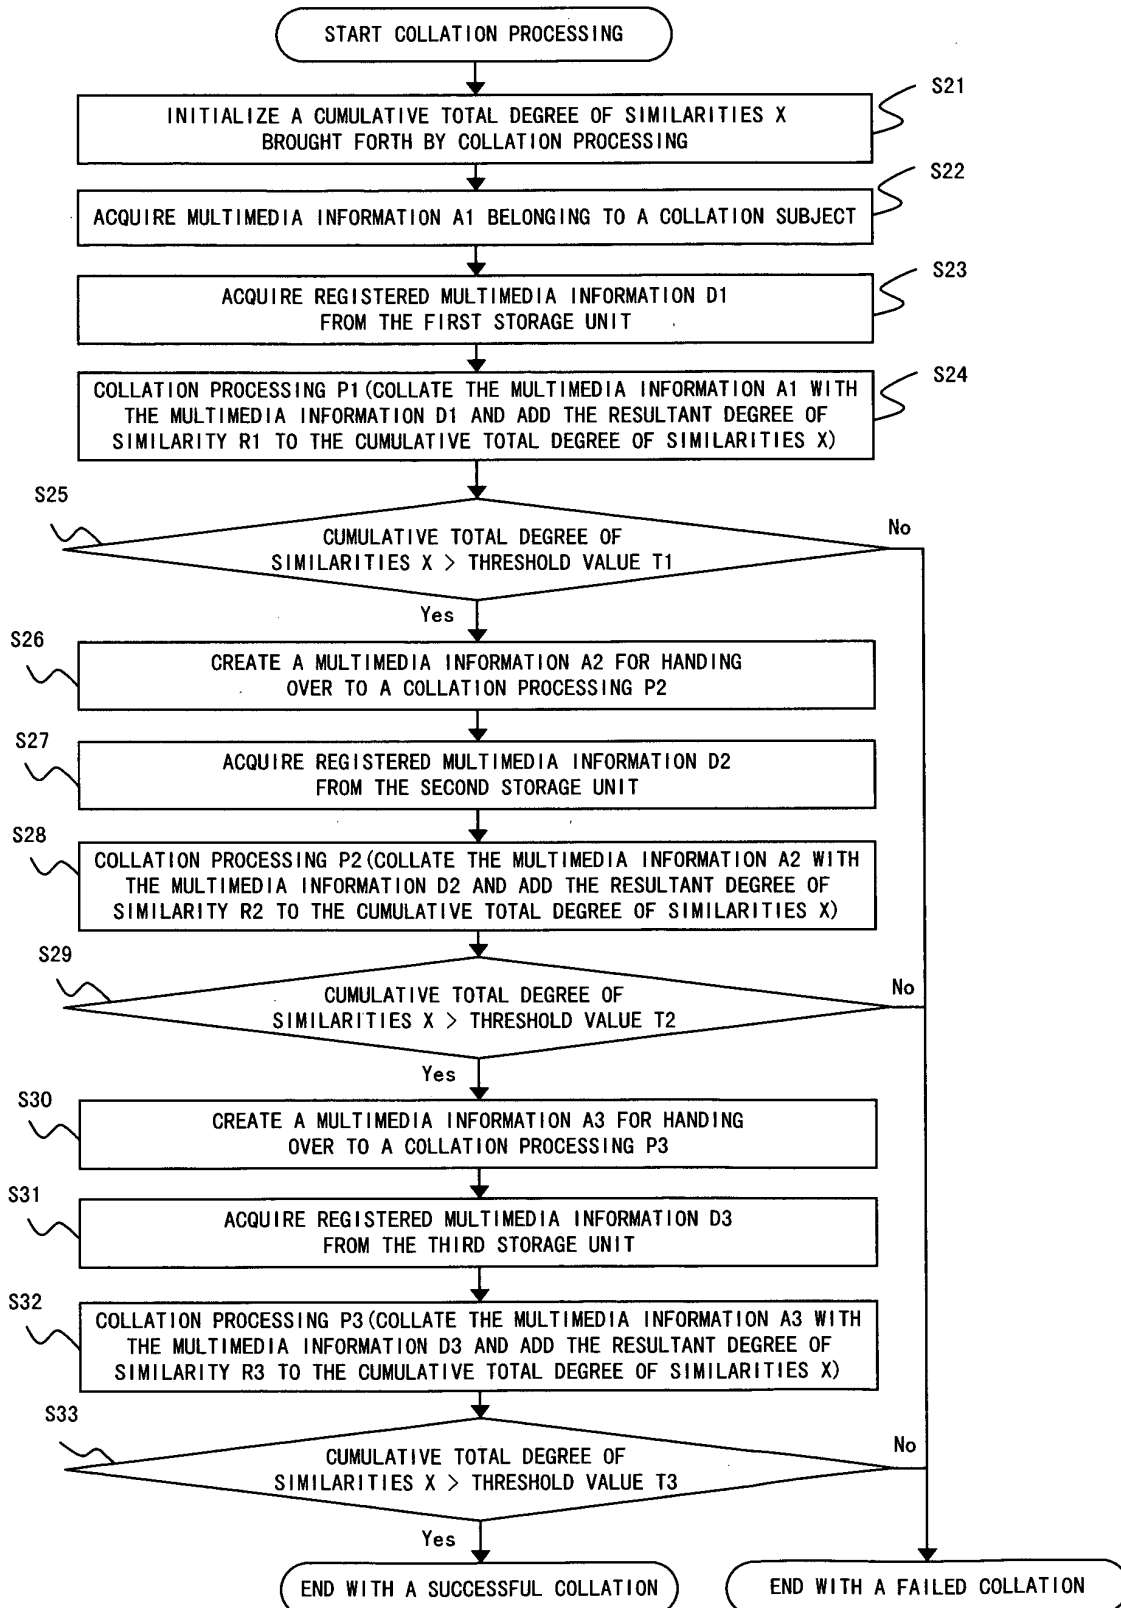 START COLLATION PROCESSING
S21
INITIALIZE A CUMULATIVE TOTAL DEGREE OF SIMILARITIES X
BROUGHT FORTH BY COLLATION PROCESSING
S22
ACQUIRE MULTIMEDIA INFORMATION A1 BELONGING TO A COLLATION SUBJECT
S23
ACQUIRE REGISTERED MULTIMEDIA INFORMATION D1
FROM THE FIRST STORAGE UNIT
S24
COLLATION PROCESSING P1(COLLATE THE MULTIMEDIA INFORMATION A1 WITH
THE MULTIMEDIA INFORMATION D1 AND ADD THE RESULTANT DEGREE OF
SIMILARITY R1 TO THE CUMULATIVE TOTAL DEGREE OF SIMILARITIES X)
S25
CUMULATIVE TOTAL DEGREE OF
SIMILARITIES X > THRESHOLD VALUE T1
No
Yes
S26
CREATE A MULTIMEDIA INFORMATION A2 FOR HANDING
OVER TO A COLLATION PROCESSING P2
S27
ACQUIRE REGISTERED MULTIMEDIA INFORMATION D2
FROM THE SECOND STORAGE UNIT
S28
COLLATION PROCESSING P2(COLLATE THE MULTIMEDIA INFORMATION A2 WITH
THE MULTIMEDIA INFORMATION D2 AND ADD THE RESULTANT DEGREE OF
SIMILARITY R2 TO THE CUMULATIVE TOTAL DEGREE OF SIMILARITIES X)
S29
CUMULATIVE TOTAL DEGREE OF
SIMILARITIES X > THRESHOLD VALUE T2
No
Yes
S30
CREATE A MULTIMEDIA INFORMATION A3 FOR HANDING
OVER TO A COLLATION PROCESSING P3
S31
ACQUIRE REGISTERED MULTIMEDIA INFORMATION D3
FROM THE THIRD STORAGE UNIT
S32
COLLATION PROCESSING P3(COLLATE THE MULTIMEDIA INFORMATION A3 WITH
THE MULTIMEDIA INFORMATION D3 AND ADD THE RESULTANT DEGREE OF
SIMILARITY R3 TO THE CUMULATIVE TOTAL DEGREE OF SIMILARITIES X)
S33
CUMULATIVE TOTAL DEGREE OF
SIMILARITIES X > THRESHOLD VALUE T3
No
Yes
END WITH A SUCCESSFUL COLLATION
END WITH A FAILED COLLATION